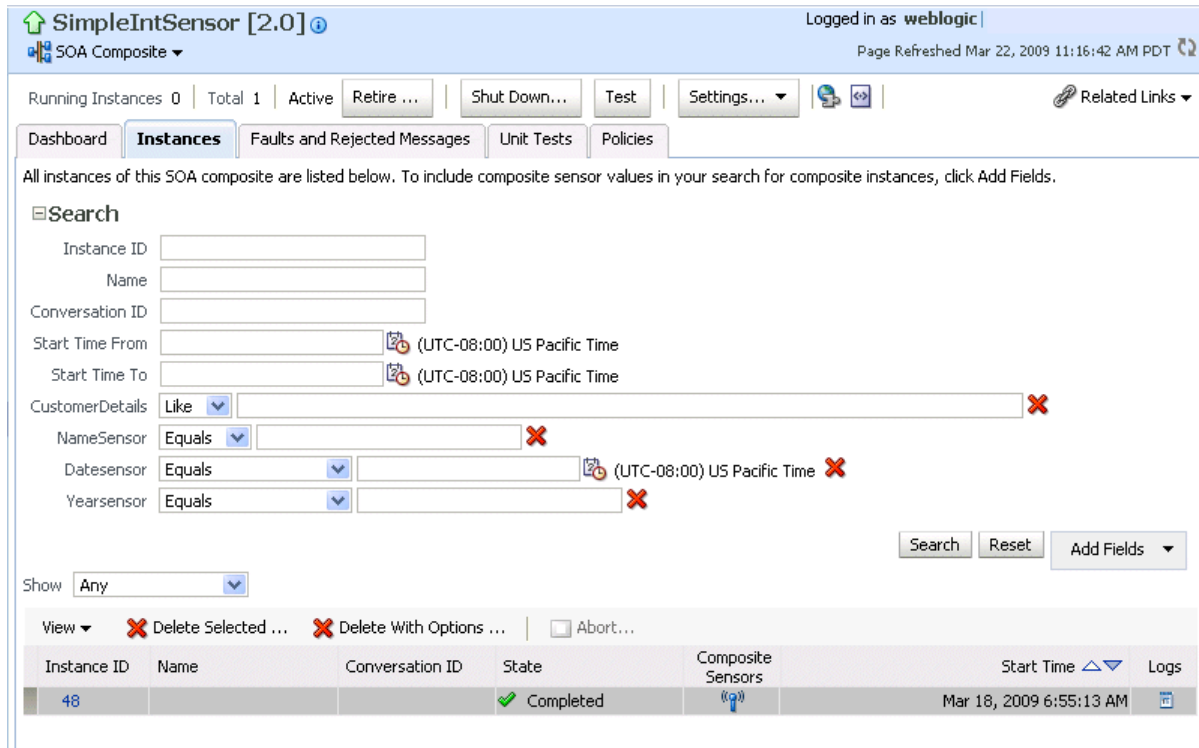 SimpleIntSensor [2.0]
Logged in as weblogic
SOA Composite
Page Refreshed Mar 22, 2009 11:16:42 AM PDT
Running Instances 0 Total 1 Active Retire ... Shut Down... Test Settings... Related Links
Dashboard Instances Faults and Rejected Messages Unit Tests Policies
All instances of this SOA composite are listed below. To include composite sensor values in your search for composite instances, click Add Fields.
Search
Instance ID
Name
Conversation ID
Start Time From (UTC-08:00) US Pacific Time
Start Time To (UTC-08:00) US Pacific Time
CustomerDetails Like
NameSensor Equals
Datesensor Equals (UTC-08:00) US Pacific Time
Yearsensor Equals
Search Reset Add Fields
Show Any
View Delete Selected ... Delete With Options ... Abort...
Instance ID Name Conversation ID State Composite Sensors Start Time Logs
48 Completed Mar 18, 2009 6:55:13 AM